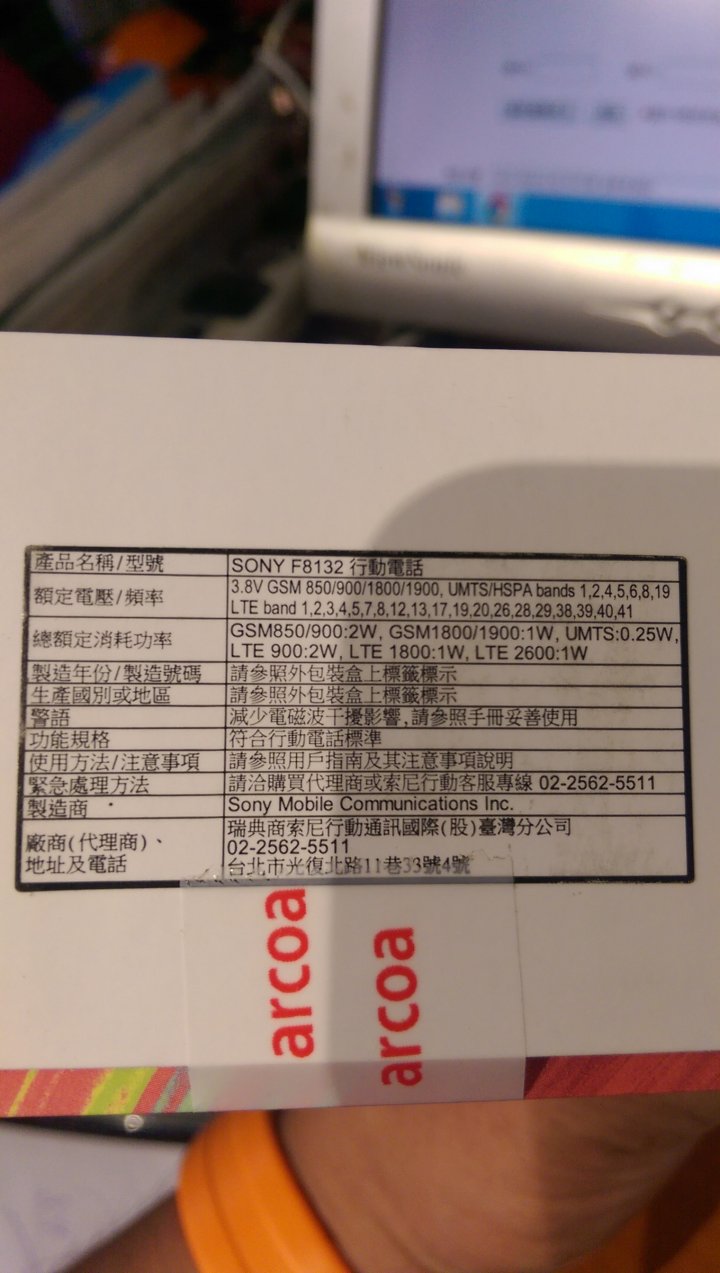 產品名稱/型號 SONY F8132 行動電話
額定電壓/頻率 3.8V GSM 850/900/1800/1900, UMTS/HSPA bands 1,2,4,5,6,8,19
LTE band 1,2,3,4,5,7,8,12,13,17,19,20,26,28,29,38,39,40,41
總額定消耗功率 GSM850/900:2W, GSM1800/1900:1W, UMTS:0.25W,
LTE 900:2W, LTE 1800:1W, LTE 2600:1W
製造年份/製造號碼 請參照外包裝盒上標籤標示
生產國別或地區 請參照外包裝盒上標籤標示
警語 減少電磁波干擾影響,請參照手冊妥善使用
功能規格 符合行動電話標準
使用方法/注意事項 請參照用戶指南及其注意事項說明
緊急處理方法 請洽購買代理商或索尼行動客服專線 02-2562-5511
製造商 Sony Mobile Communications Inc.
廠商(代理商)、
地址及電話
瑞典商索尼行動通訊國際(股)臺灣分公司
02-2562-5511
台北市光復北路11巷33號4號
arcoa
arcoa